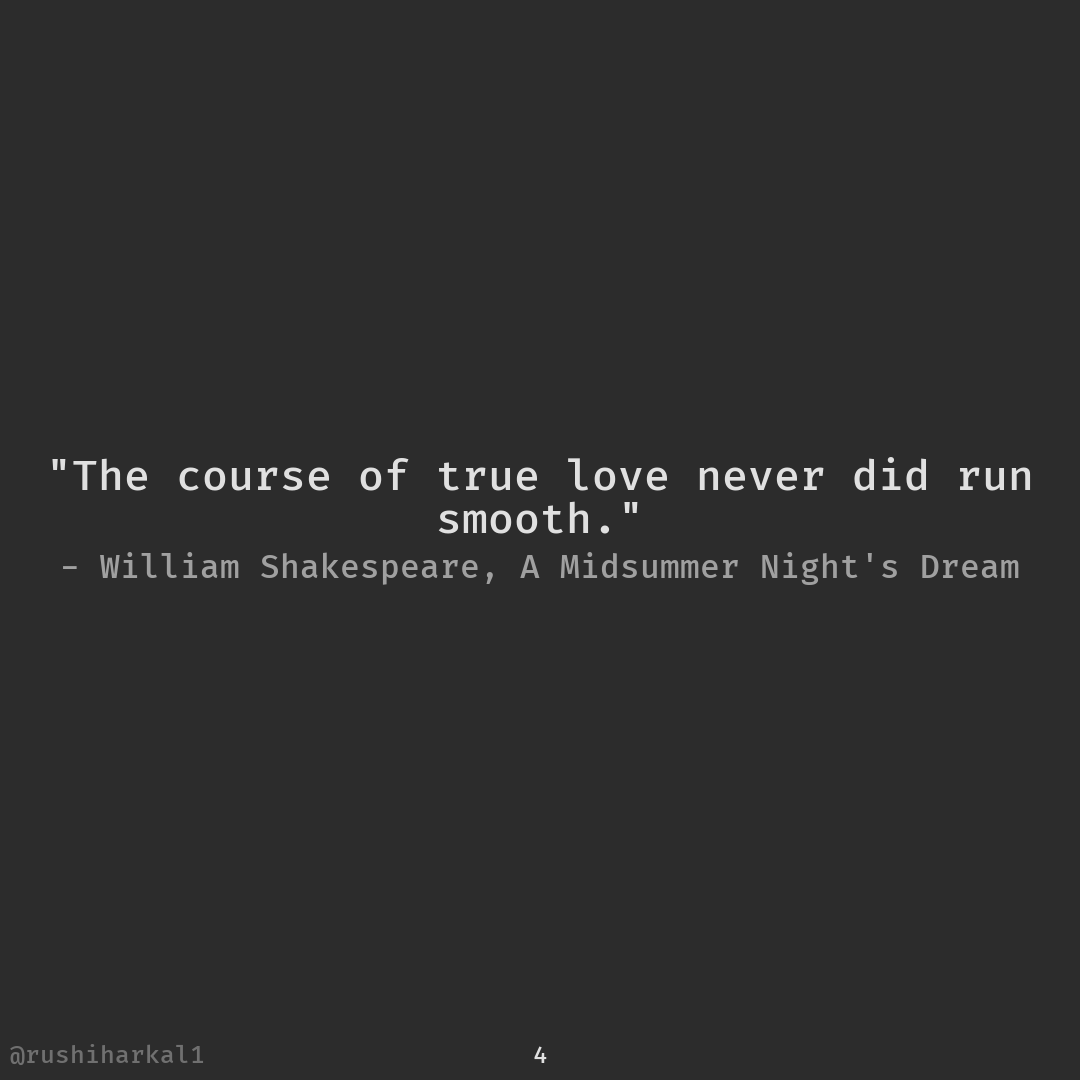 "The course of true love never did run
smooth."
– William Shakespeare, A Midsummer Night's Dream
@rushiharkal1
4